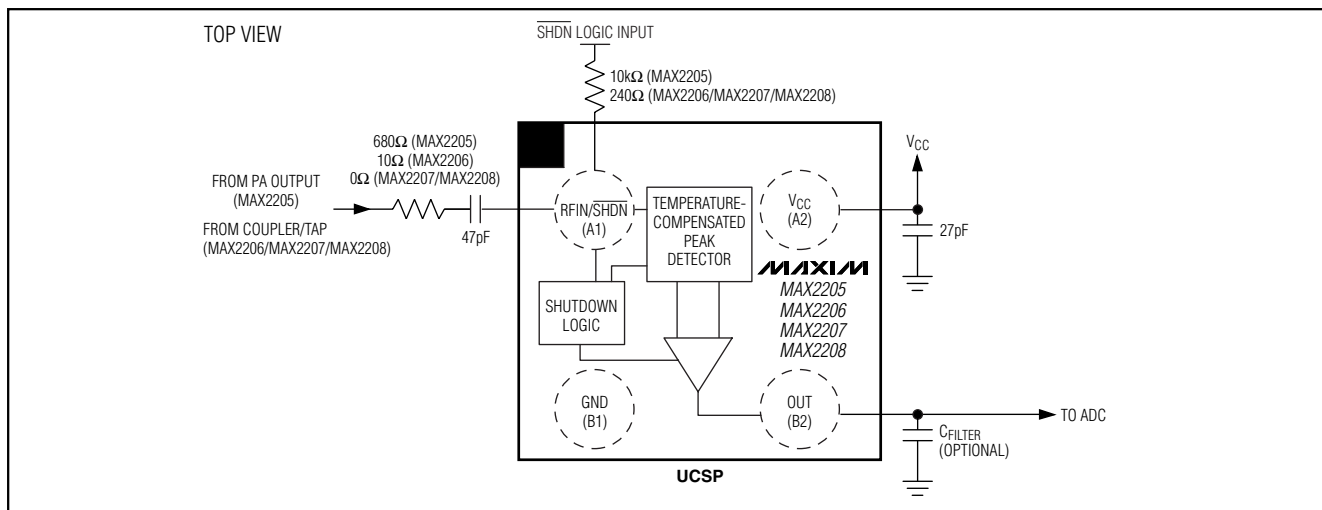 TOP VIEW
SHDN LOGIC INPUT
10kΩ (MAX2205)
240Ω (MAX2206/MAX2207/MAX2208)
680Ω (MAX2205)
10Ω (MAX2206)
0Ω (MAX2207/MAX2208)
FROM PA OUTPUT
(MAX2205)
FROM COUPLER/TAP
(MAX2206/MAX2207/MAX2208)
47pF
RFIN/SHDN
(A1)
TEMPERATURE-
COMPENSATED
PEAK
DETECTOR
VCC
(A2)
VCC
27pF
MAXIM
MAX2205
MAX2206
MAX2207
MAX2208
SHUTDOWN
LOGIC
GND
(B1)
OUT
(B2)
TO ADC
CFILTER
(OPTIONAL)
UCSP